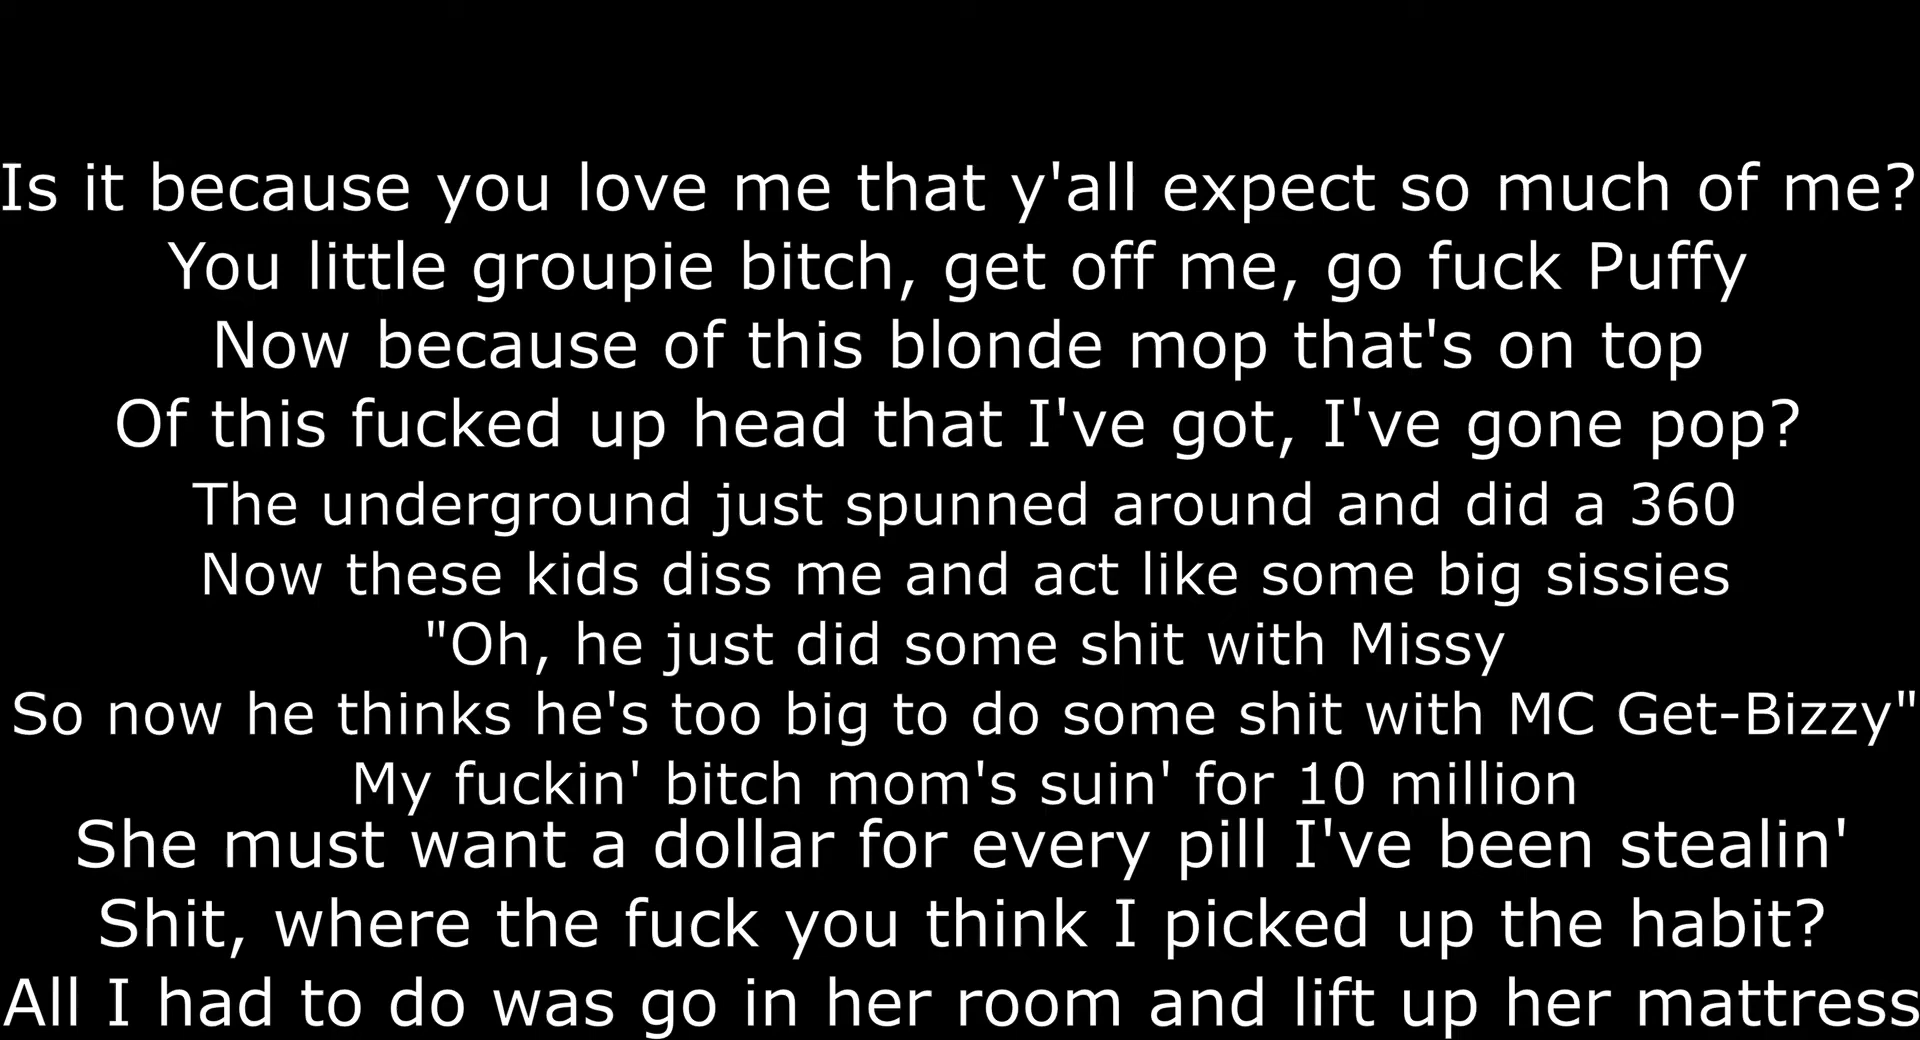 Is it because you love me that y'all expect so much of me?
You little groupie bitch, get off me, go fuck Puffy
Now because of this blonde mop that's on top
Of this fucked up head that I've got, I've gone pop?
The underground just spunned around and did a 360
Now these kids diss me and act like some big sissies
"Oh, he just did some shit with Missy
So now he thinks he's too big to do some shit with MC Get-Bizzy"
My fuckin' bitch mom's suin' for 10 million
She must want a dollar for every pill I've been stealin'
Shit, where the fuck you think I picked up the habit?
All I had to do was go in her room and lift up her mattress